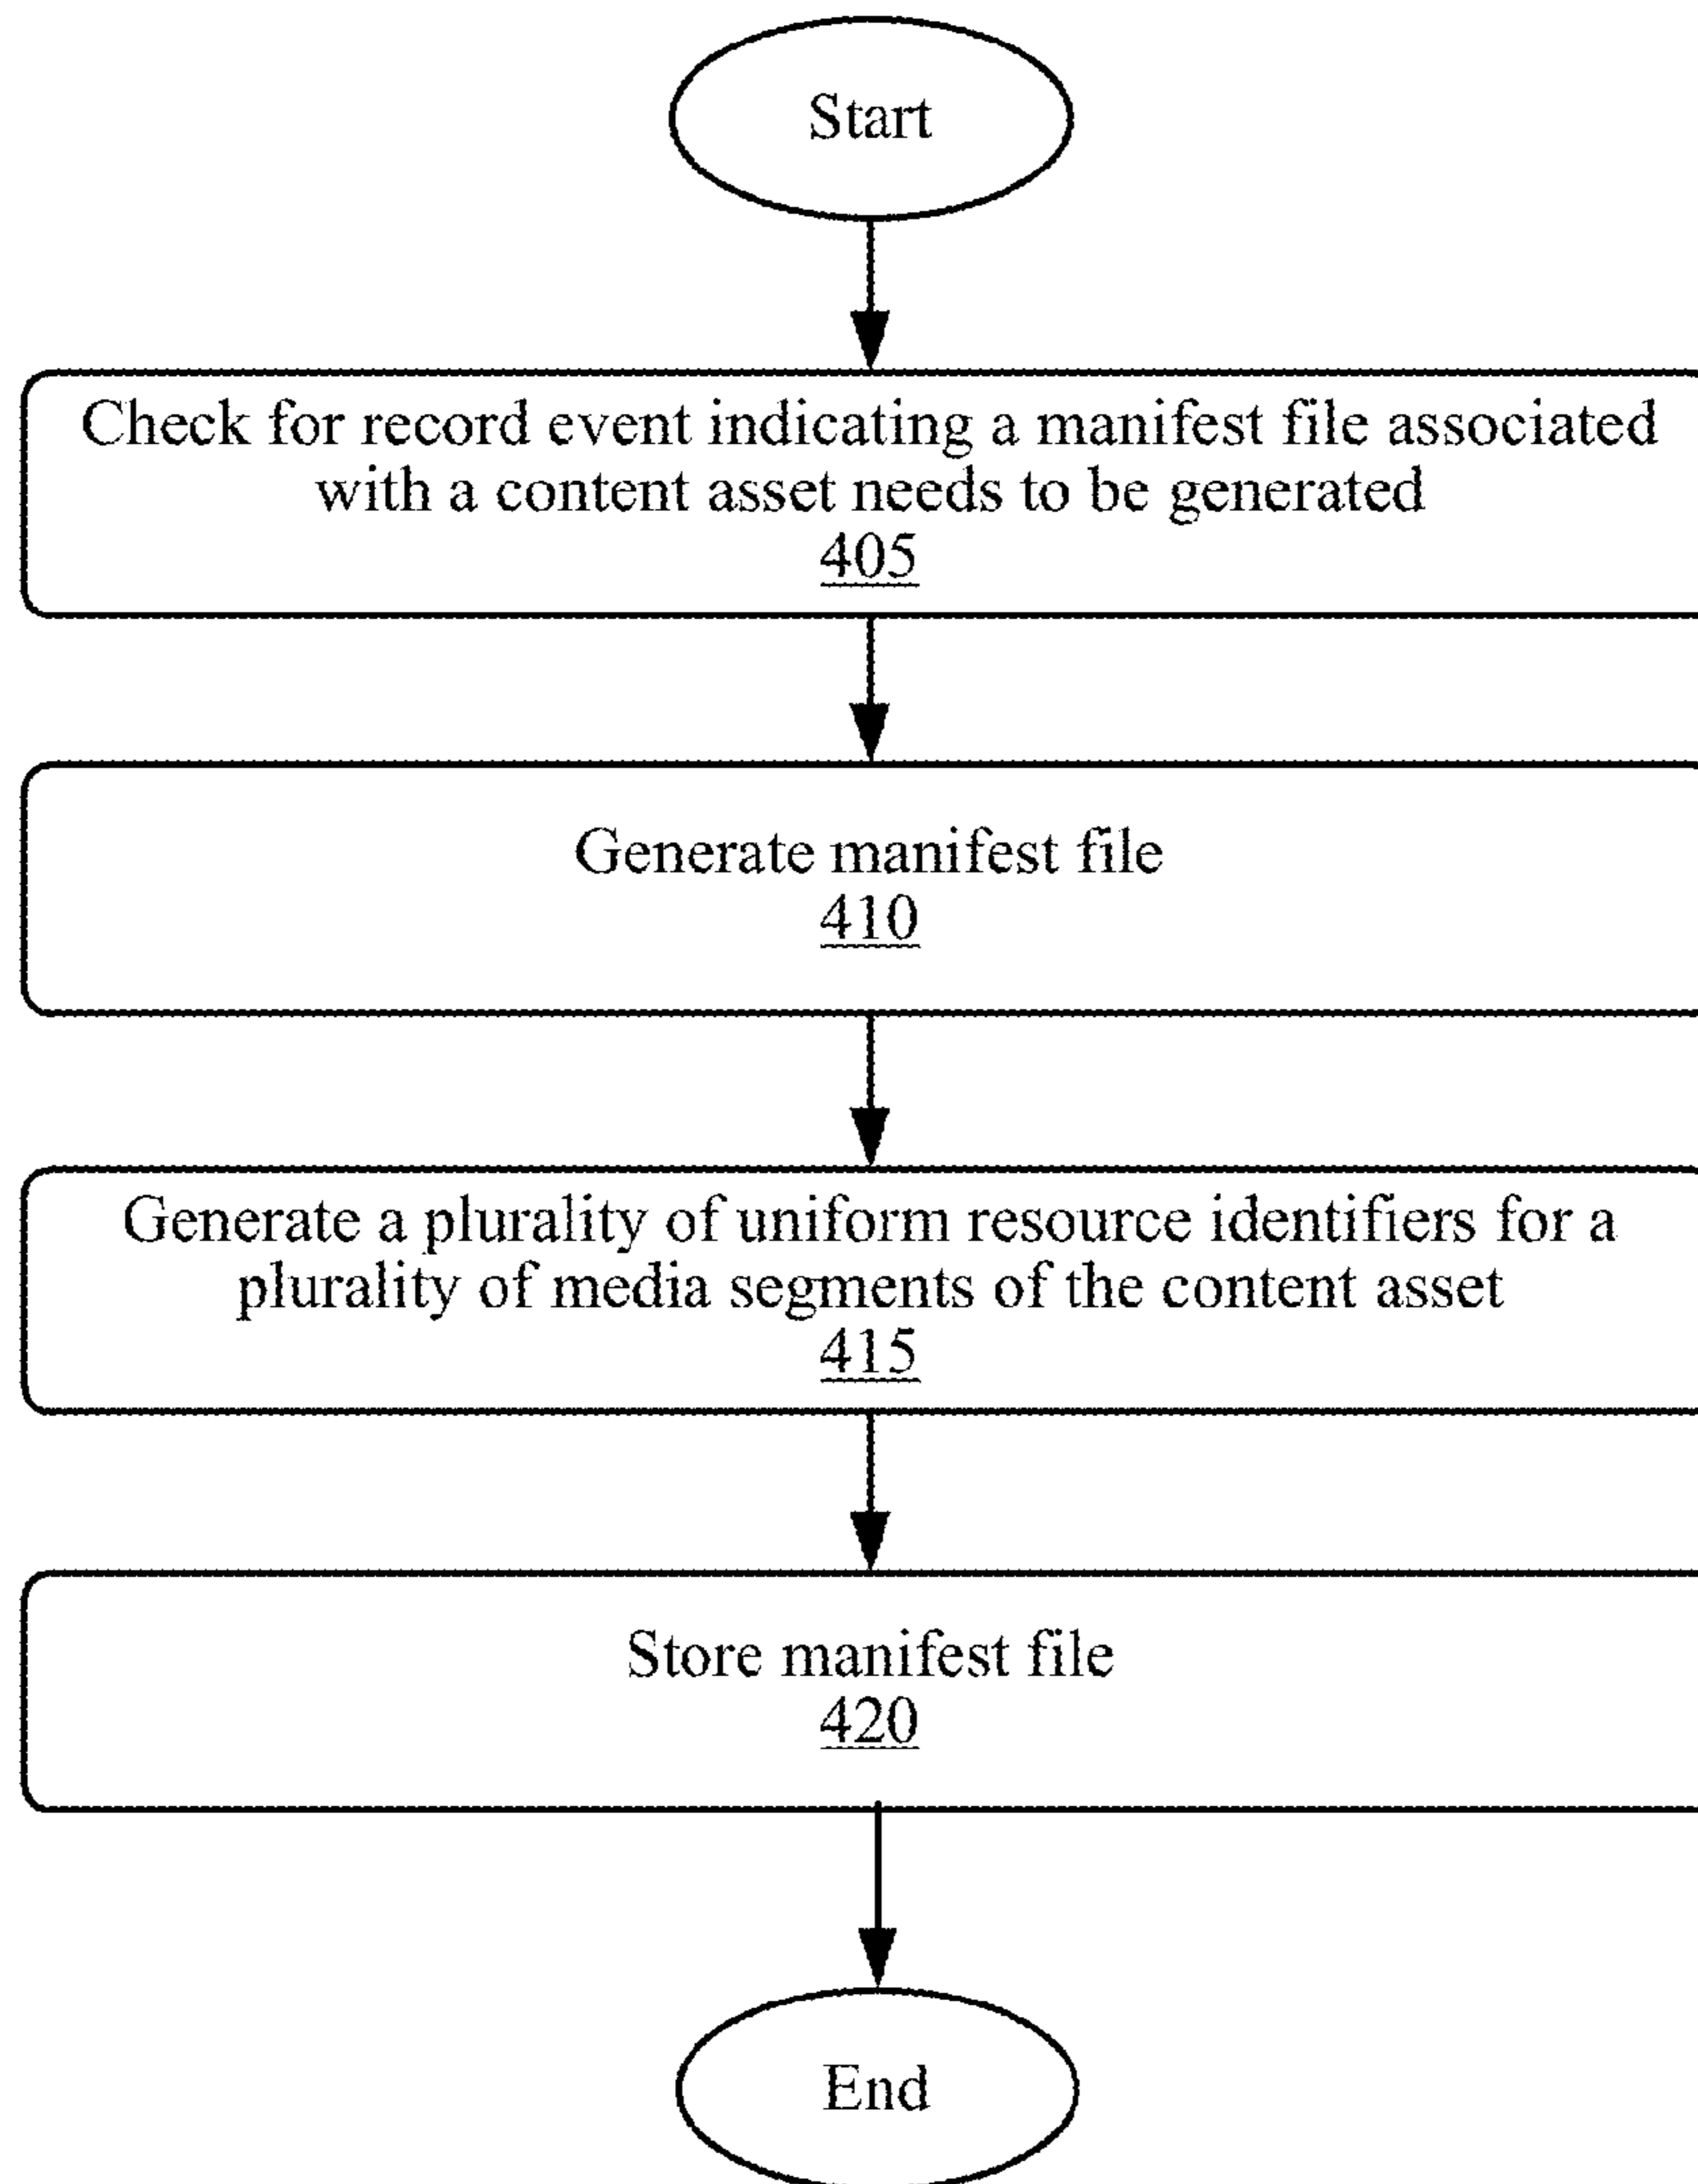 Start
Check for record event indicating a manifest file associated
with a content asset needs to be generated
405
Generate manifest file
410
Generate a plurality of uniform resource identifiers for a
plurality of media segments of the content asset
415
Store manifest file
420
End